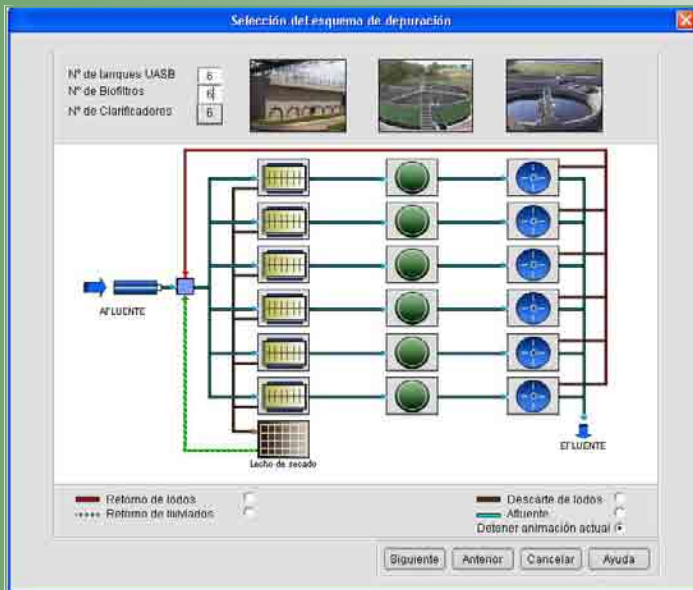 Selección del esquema de depuración
Nº de tanques UASB 6
Nº de Biofiltros 6
Nº de Clarificadores 6
AFLUENTE
EFLUENTE
Lecho de secado
Retorno de lodos
Retorno de lixiviados
Descarte de lodos
Afluente
Detener animación actual
Siguiente Anterior Cancelar Ayuda